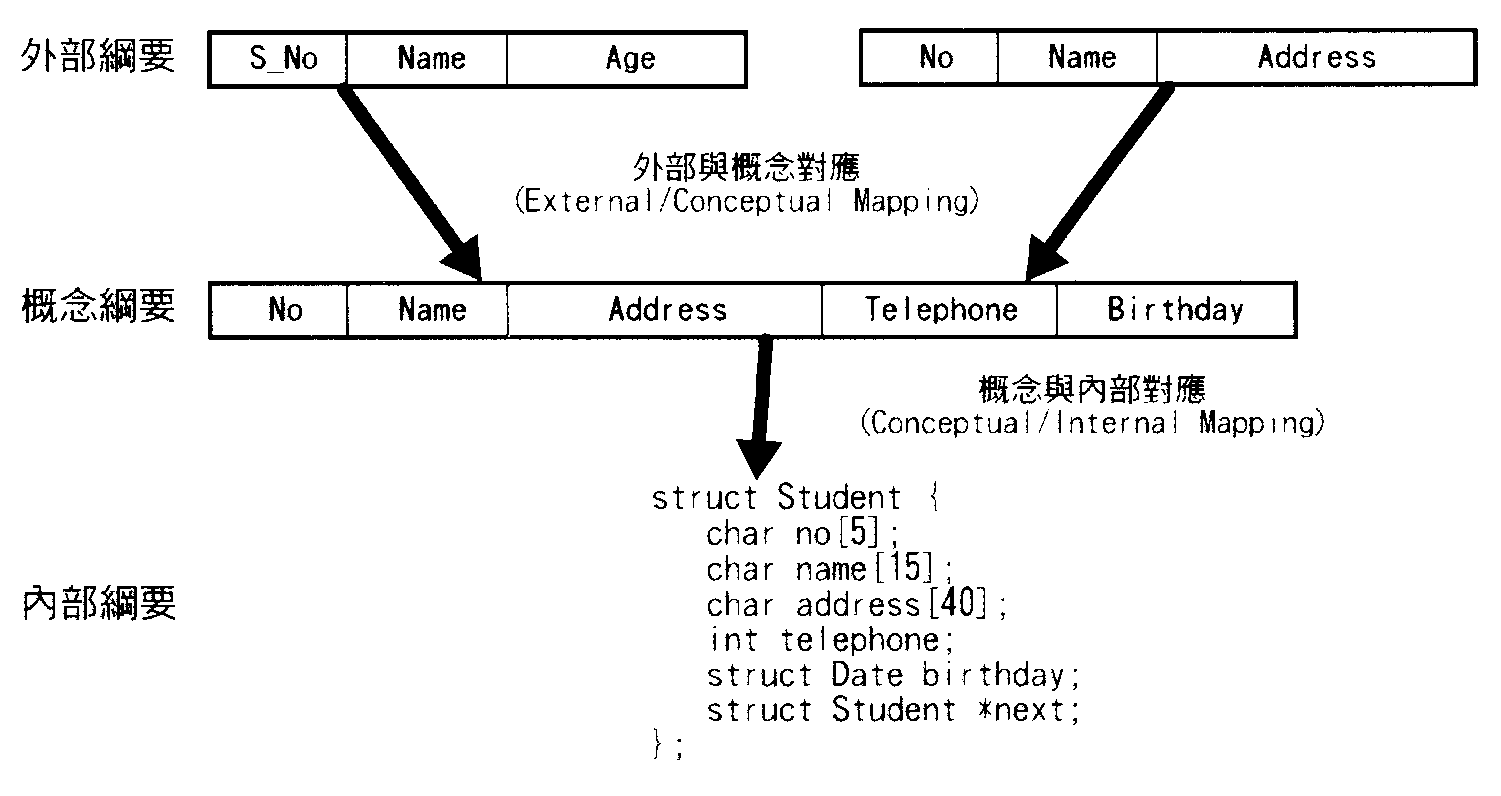 外部綱要 S_No Name Age No Name Address
外部與概念對應
(External/Conceptual Mapping)
概念綱要 No Name Address Telephone Birthday
概念與內部對應
(Conceptual/Internal Mapping)
struct Student {
char no[5];
char name[15];
char address[40];
內部綱要
int telephone;
struct Date birthday;
struct Student *next;
};